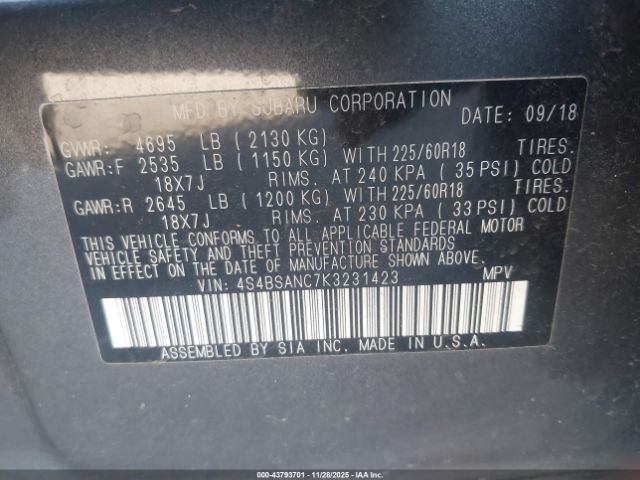 MFD BY SUBARU CORPORATION DATE: 09/18
GVWR: 4695 LB (2130 KG)
GAWR:F 2535 LB (1150 KG) WITH 225/60R18 TIRES.
18X7J RIMS. AT 240 KPA (35 PSI) COLD
GAWR:R 2645 LB (1200 KG) WITH 225/60R18 TIRES.
18X7J RIMS. AT 230 KPA (33 PSI) COLD
THIS VEHICLE CONFORMS TO ALL APPLICABLE FEDERAL MOTOR
VEHICLE SAFETY AND THEFT PREVENTION STANDARDS
IN EFFECT ON THE DATE OF MANUFACTURE SHOWN ABOVE.
VIN: 4S4BSANC7K3231423 MPV
ASSEMBLED BY SIA INC. MADE IN U.S.A.
000-43793701 11/28/2025 IAAI.COM